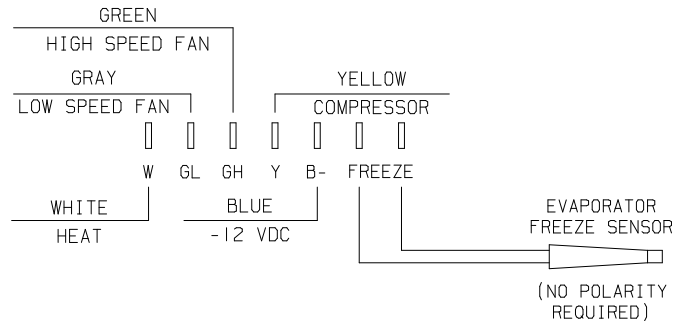 GREEN
HIGH SPEED FAN
GRAY
LOW SPEED FAN
YELLOW
COMPRESSOR
W GL GH Y B- FREEZE
WHITE
HEAT
BLUE
-12 VDC
EVAPORATOR
FREEZE SENSOR
(NO POLARITY
REQUIRED)